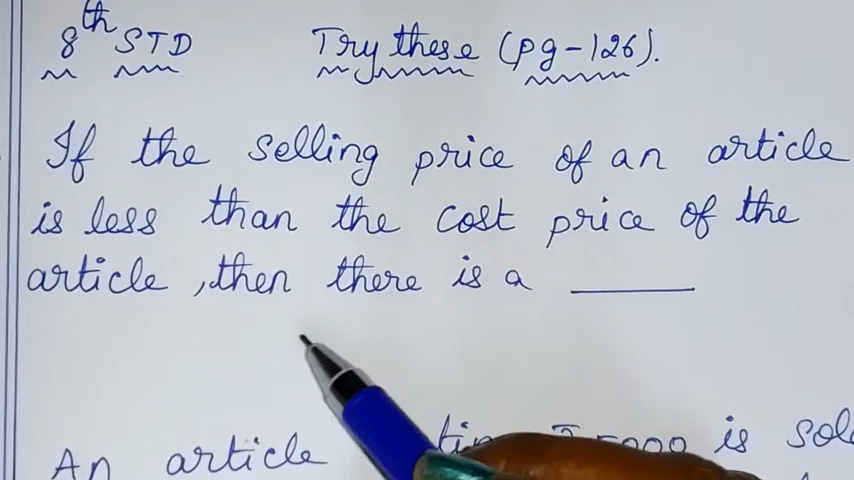 8th STD Try these (pg-126).
If the selling price of an article
is less than the cost price of the
article, then there is a ______
An article ₹ 5000 is